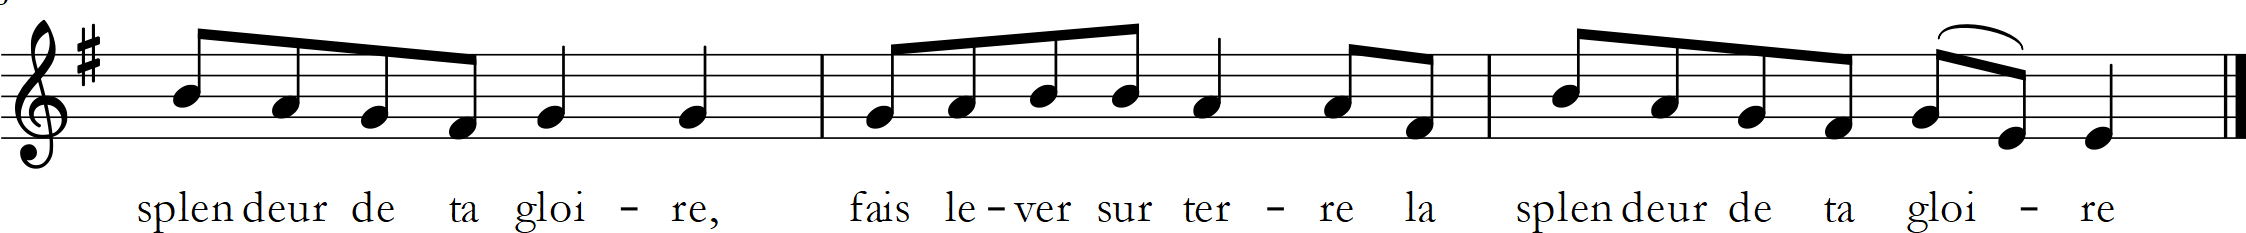 splen deur de ta gloi - re, fais le - ver sur ter - re la splen deur de ta gloi - re